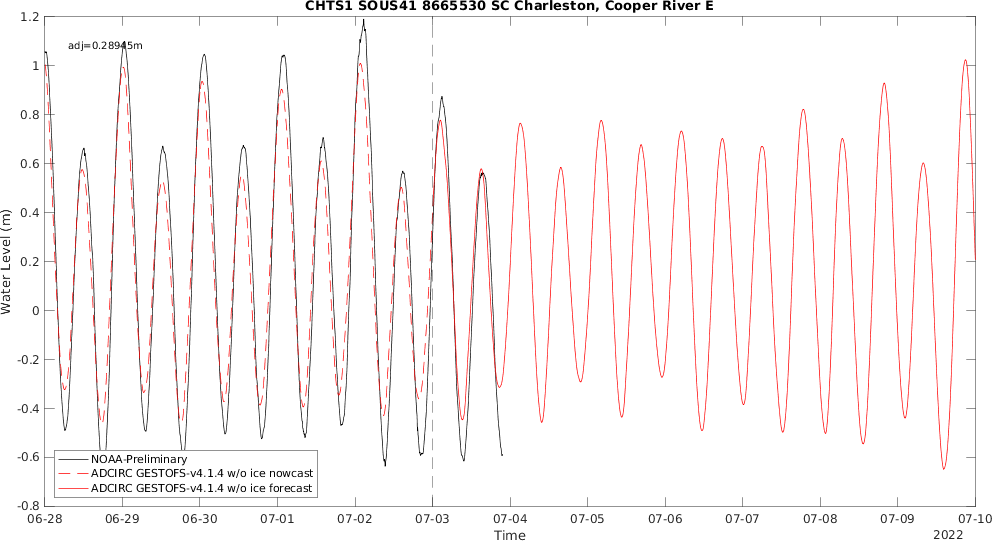 CHTS1 SOUS41 8665530 SC Charleston, Cooper River E
adj=0.28945m
1.2
1
0.8
0.6
0.4
0.2
0
-0.2
-0.4
-0.6
-0.8
Water Level (m)
NOAA-Preliminary
ADCIRC GESTOFS-v4.1.4 w/o ice nowcast
ADCIRC GESTOFS-v4.1.4 w/o ice forecast
06-28 06-29 06-30 07-01 07-02 07-03 07-04 07-05 07-06 07-07 07-08 07-09 07-10
Time
2022